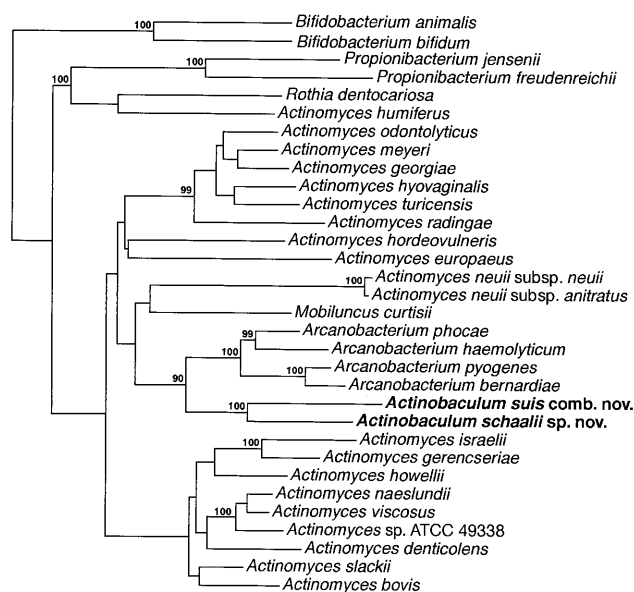 100
Bifidobacterium animalis
Bifidobacterium bifidum
Propionibacterium jensenii
100
100
Propionibacterium freudenreichii
Rothia dentocariosa
Actinomyces humiferus
Actinomyces odontolyticus
Actinomyces meyeri
Actinomyces georgiae
99
Actinomyces hyovaginalis
Actinomyces turicensis
Actinomyces radingae
Actinomyces hordeovulneris
Actinomyces europaeus
100
Actinomyces neuii subsp. neuii
Actinomyces neuii subsp. anitratus
Mobiluncus curtisii
Arcanobacterium phocae
99
100
Arcanobacterium haemolyticum
Arcanobacterium pyogenes
100
90
Arcanobacterium bernardiae
Actinobaculum suis comb. nov.
100
Actinobaculum schaalii sp. nov.
Actinomyces israelii
100
Actinomyces gerencseriae
Actinomyces howellii
Actinomyces naeslundii
Actinomyces viscosus
100
Actinomyces sp. ATCC 49338
Actinomyces denticolens
Actinomyces slackii
Actinomyces bovis